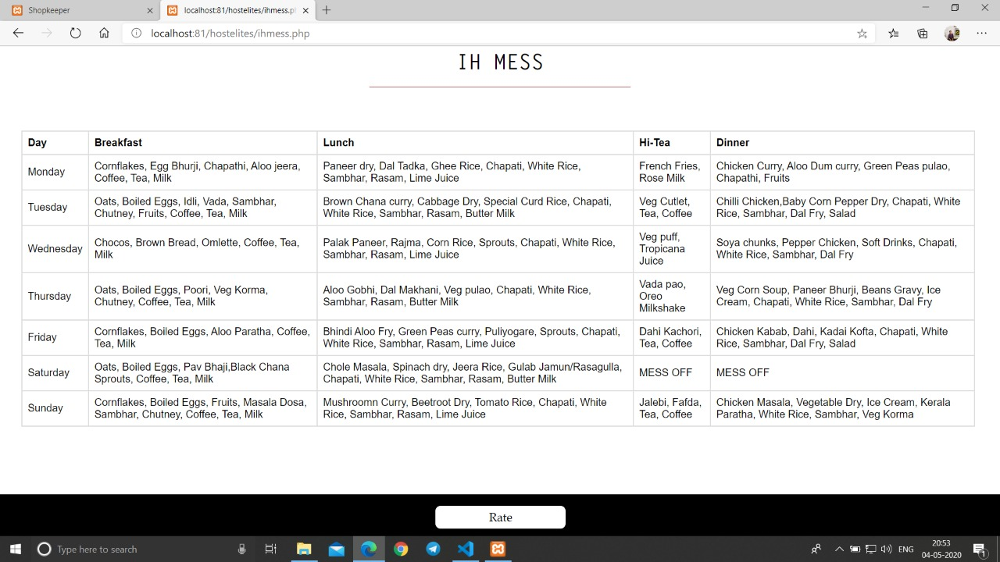 Shopkeeper
localhost:81/hostelites/ihmess.p
localhost:81/hostelites/ihmess.php
IH MESS
Day Breakfast Lunch Hi-Tea Dinner
Monday
Cornflakes, Egg Bhurji, Chapathi, Aloo jeera,
Coffee, Tea, Milk
Paneer dry, Dal Tadka, Ghee Rice, Chapati, White Rice,
Sambhar, Rasam, Lime Juice
French Fries,
Rose Milk
Chicken Curry, Aloo Dum curry, Green Peas pulao,
Chapathi, Fruits
Tuesday
Oats, Boiled Eggs, Idli, Vada, Sambhar,
Chutney, Fruits, Coffee, Tea, Milk
Brown Chana curry, Cabbage Dry, Special Curd Rice, Chapati,
White Rice, Sambhar, Rasam, Butter Milk
Veg Cutlet,
Tea, Coffee
Chilli Chicken,Baby Corn Pepper Dry, Chapati, White
Rice, Sambhar, Dal Fry, Salad
Wednesday
Chocos, Brown Bread, Omlette, Coffee, Tea,
Milk
Palak Paneer, Rajma, Corn Rice, Sprouts, Chapati, White Rice,
Sambhar, Rasam, Lime Juice
Veg puff,
Tropicana
Juice
Soya chunks, Pepper Chicken, Soft Drinks, Chapati,
White Rice, Sambhar, Dal Fry
Thursday
Oats, Boiled Eggs, Poori, Veg Korma,
Chutney, Coffee, Tea, Milk
Aloo Gobhi, Dal Makhani, Veg pulao, Chapati, White Rice,
Sambhar, Rasam, Butter Milk
Vada pao,
Oreo
Milkshake
Veg Corn Soup, Paneer Bhurji, Beans Gravy, Ice
Cream, Chapati, White Rice, Sambhar, Dal Fry
Friday
Cornflakes, Boiled Eggs, Aloo Paratha, Coffee,
Tea, Milk
Bhindi Aloo Fry, Green Peas curry, Puliyogare, Sprouts, Chapati,
White Rice, Sambhar, Rasam, Lime Juice
Dahi Kachori,
Tea, Coffee
Chicken Kabab, Dahi, Kadai Kofta, Chapati, White
Rice, Sambhar, Dal Fry, Salad
Saturday
Oats, Boiled Eggs, Pav Bhaji,Black Chana
Sprouts, Coffee, Tea, Milk
Chole Masala, Spinach dry, Jeera Rice, Gulab Jamun/Rasagulla,
Chapati, White Rice, Sambhar, Rasam, Butter Milk
MESS OFF
MESS OFF
Sunday
Cornflakes, Boiled Eggs, Fruits, Masala Dosa,
Sambhar, Chutney, Coffee, Tea, Milk
Mushroomn Curry, Beetroot Dry, Tomato Rice, Chapati, White
Rice, Sambhar, Rasam, Lime Juice
Jalebi, Fafda,
Tea, Coffee
Chicken Masala, Vegetable Dry, Ice Cream, Kerala
Paratha, White Rice, Sambhar, Veg Korma
Rate
Type here to search
ENG
20:53
04-05-2020
1